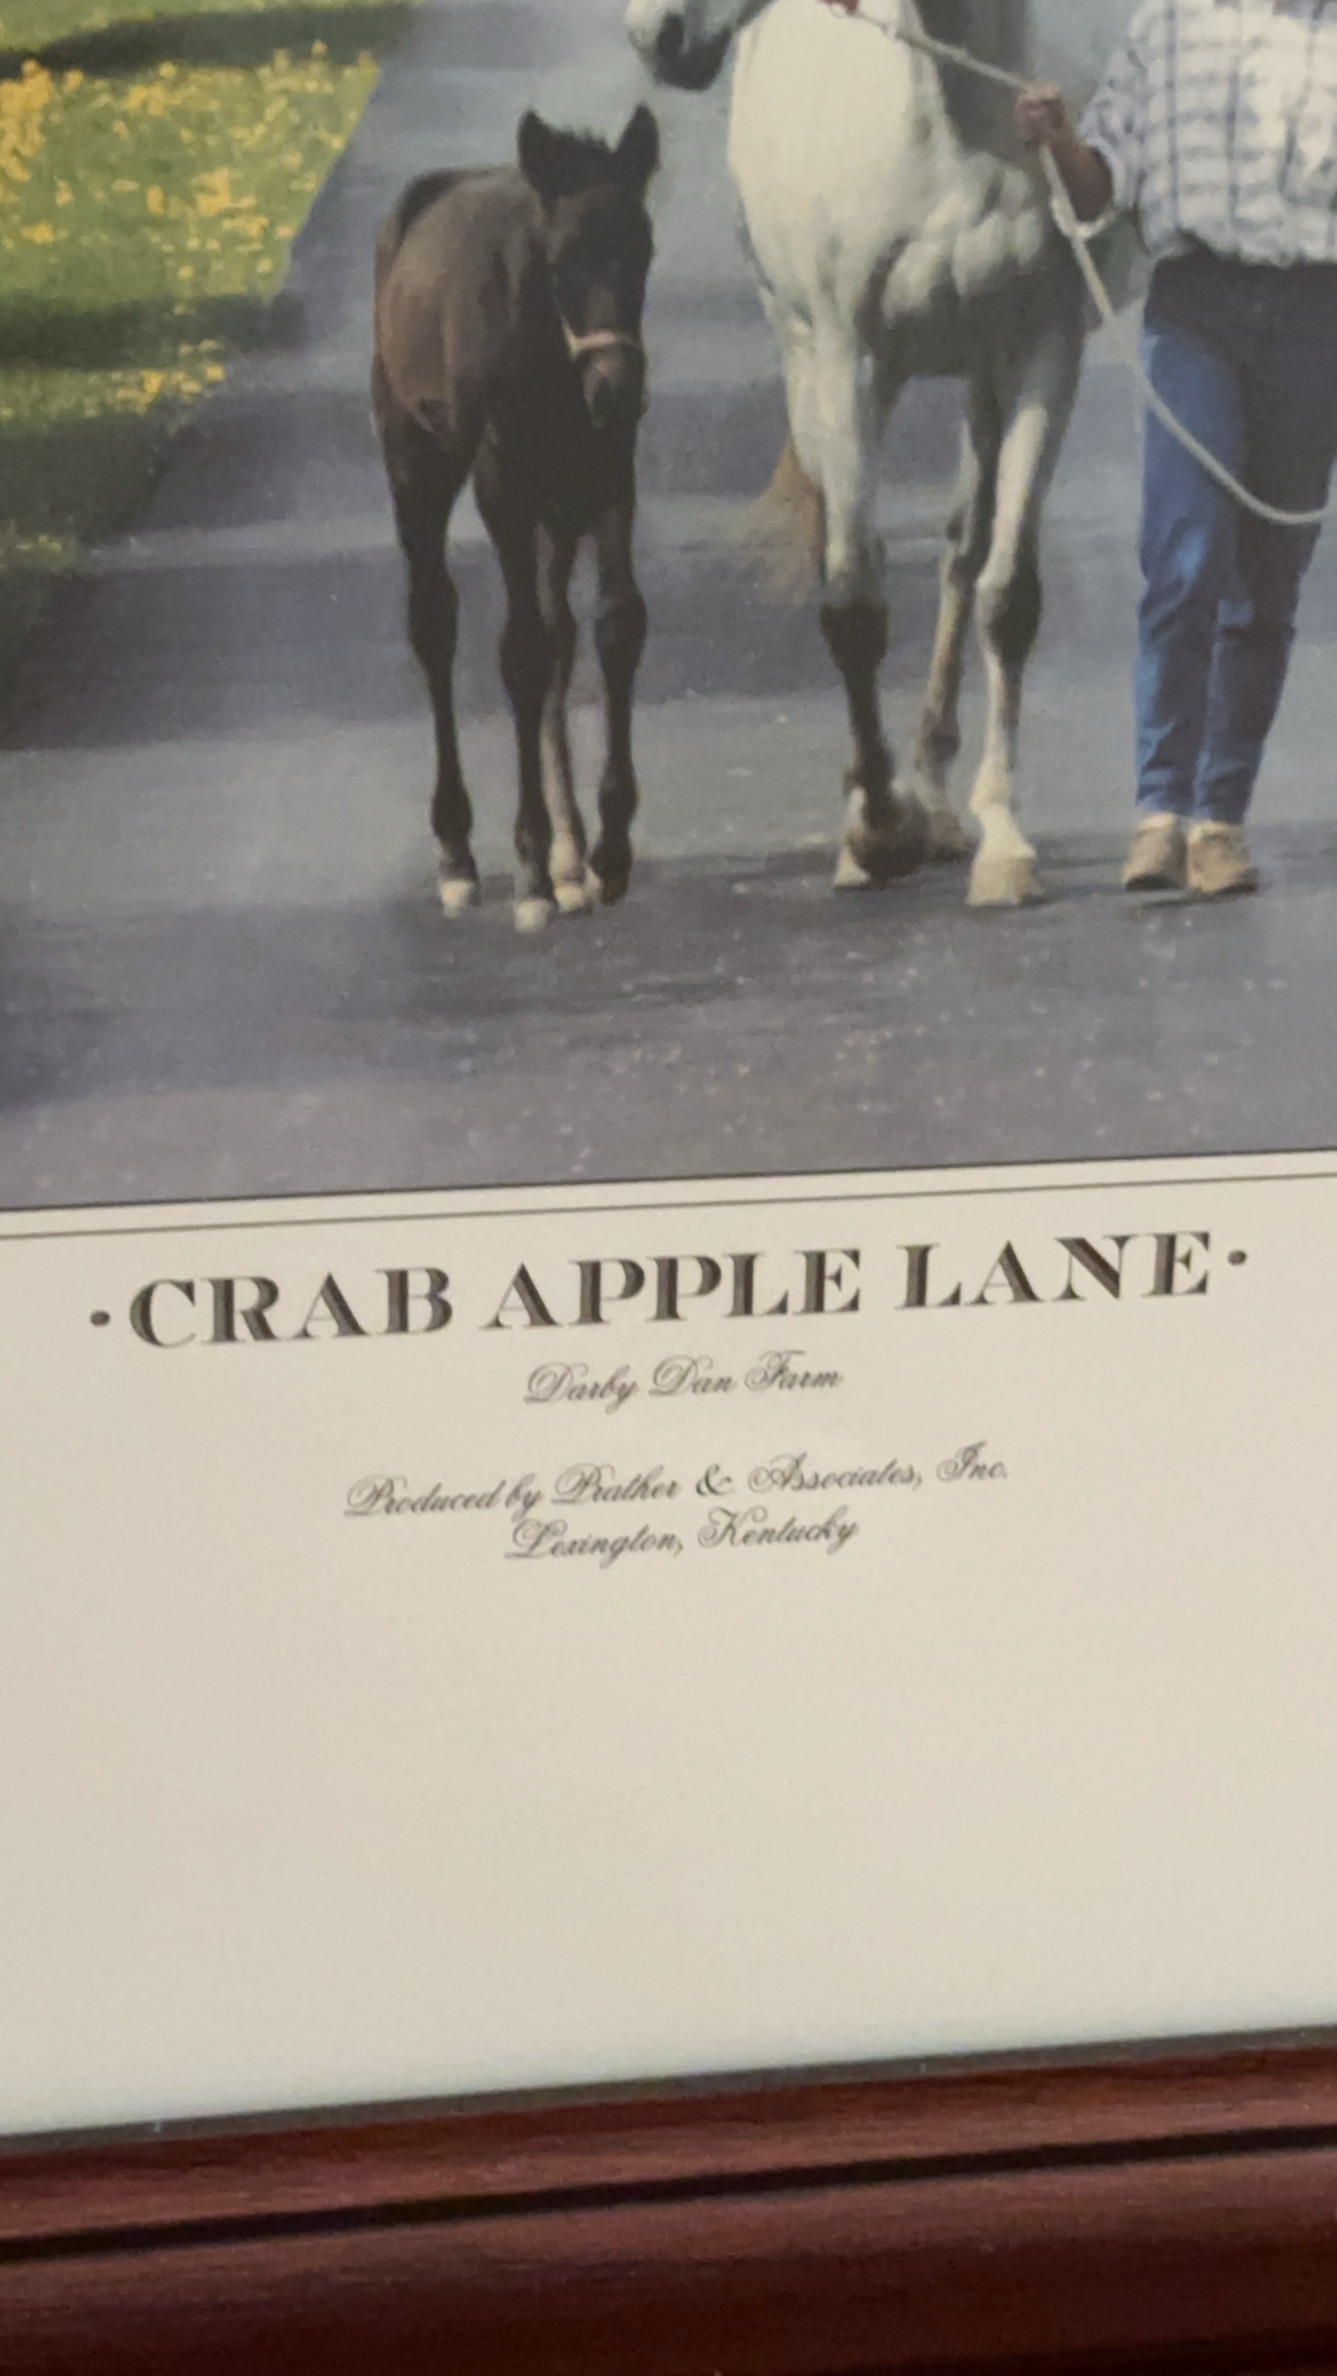 ·CRAB APPLE LANE·
Darby Dan Farm
Produced by Prather & Associates, Inc.
Lexington, Kentucky